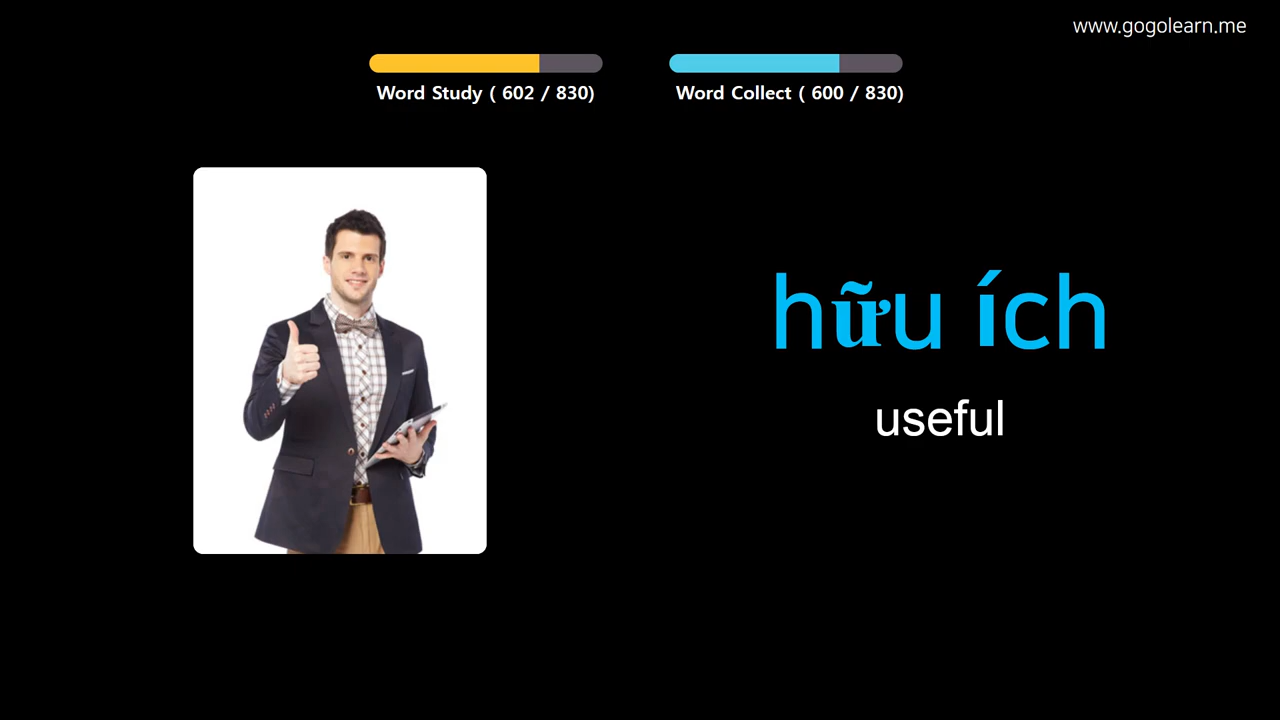 www.gogolearn.me
Word Study ( 602 / 830)
Word Collect ( 600 / 830)
hữu ích
useful